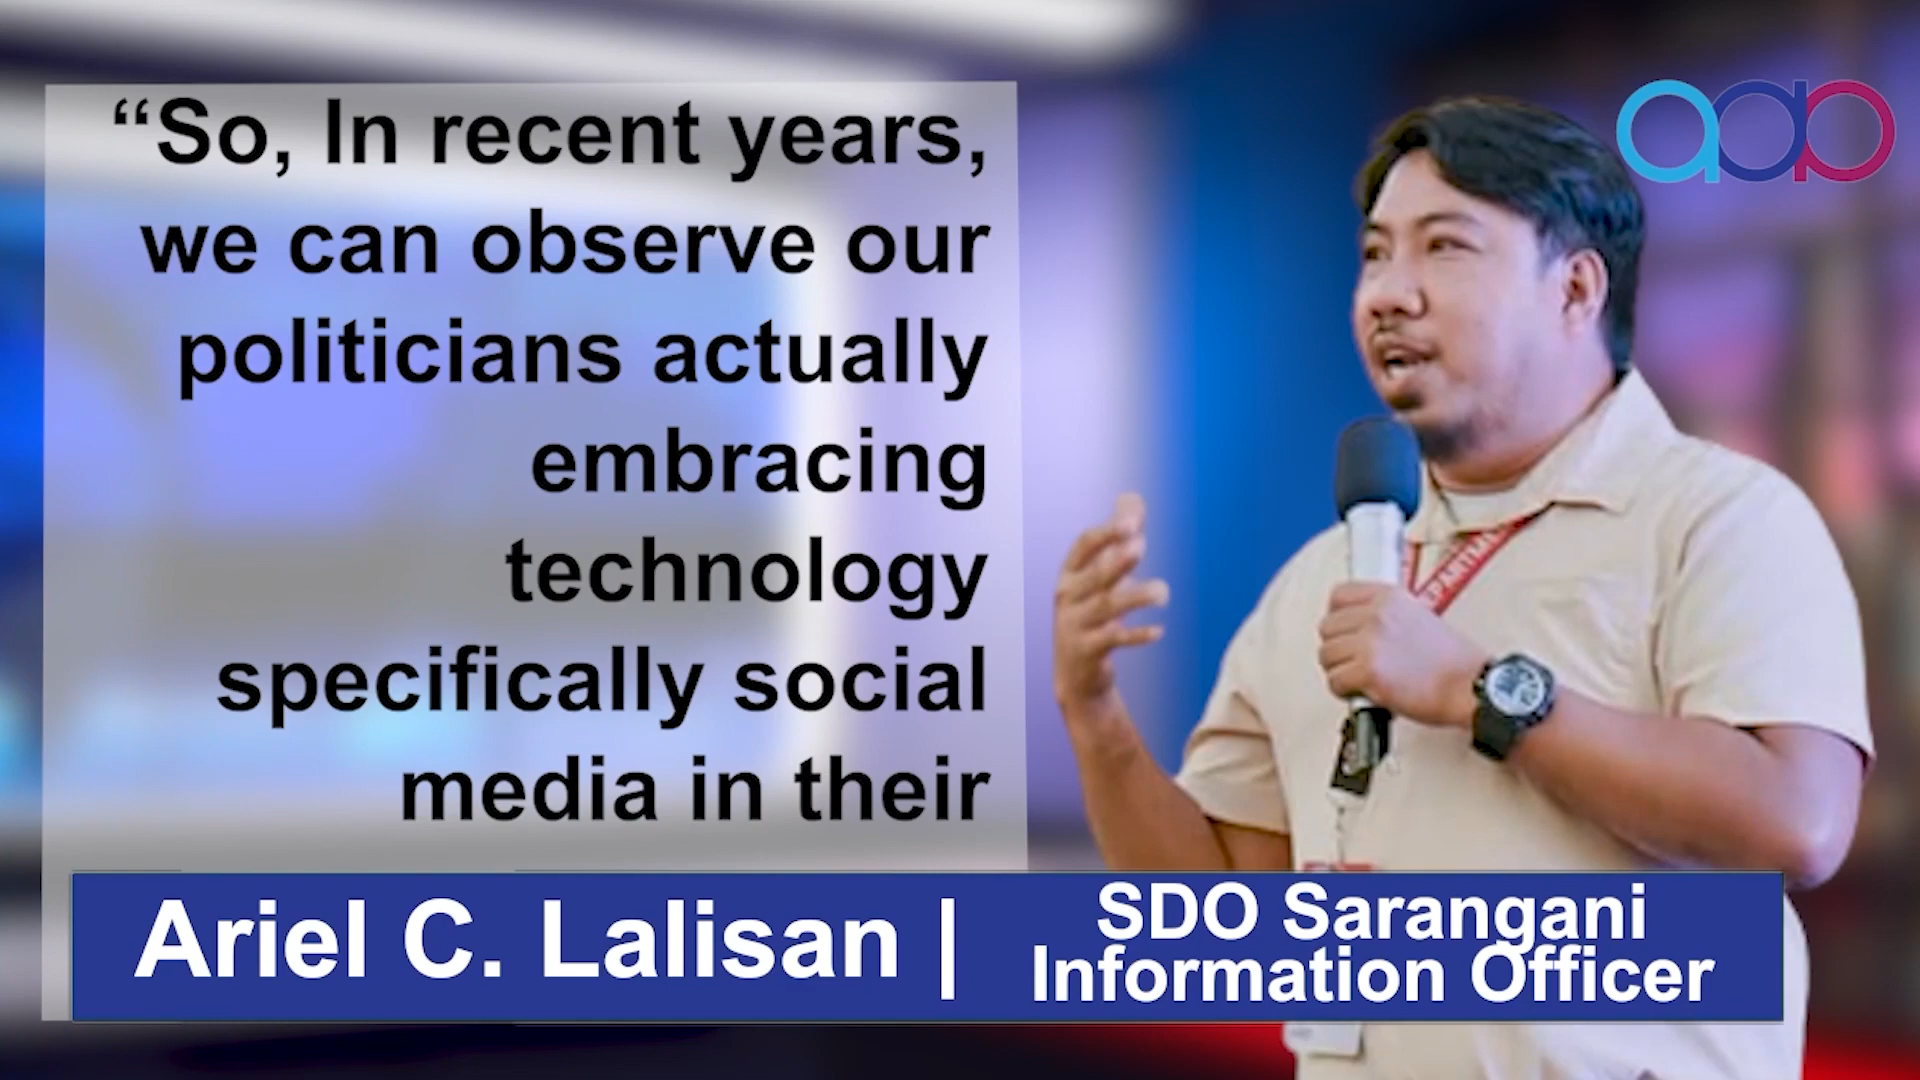 “So, In recent years,
we can observe our
politicians actually
embracing
technology
specifically social
media in their
Ariel C. Lalisan |
SDO Sarangani
Information Officer